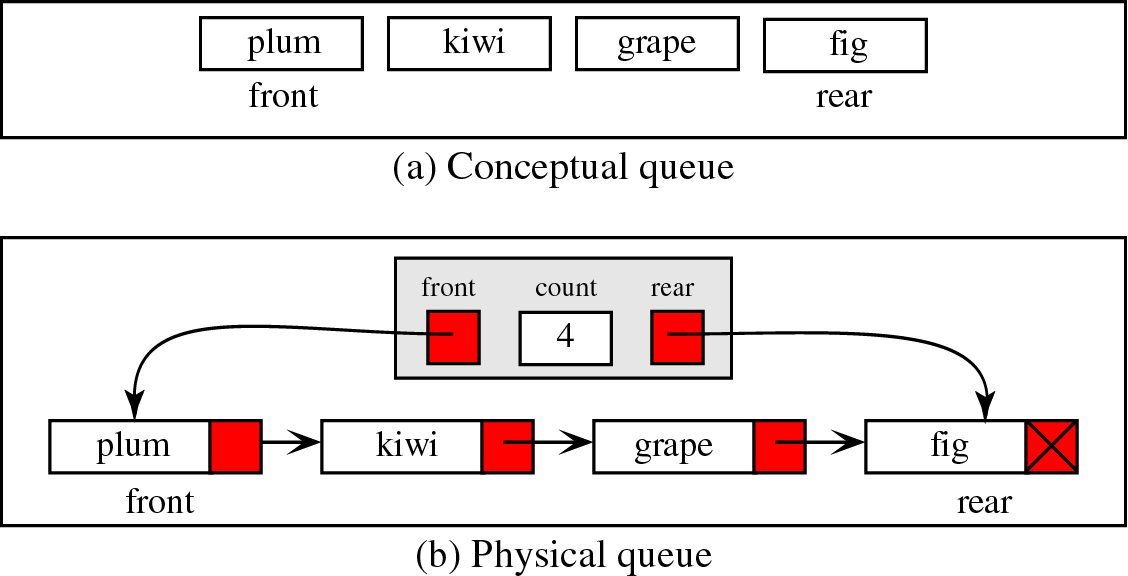 plum kiwi grape fig
front rear
(a) Conceptual queue
front count rear
4
plum kiwi grape fig
front rear
(b) Physical queue